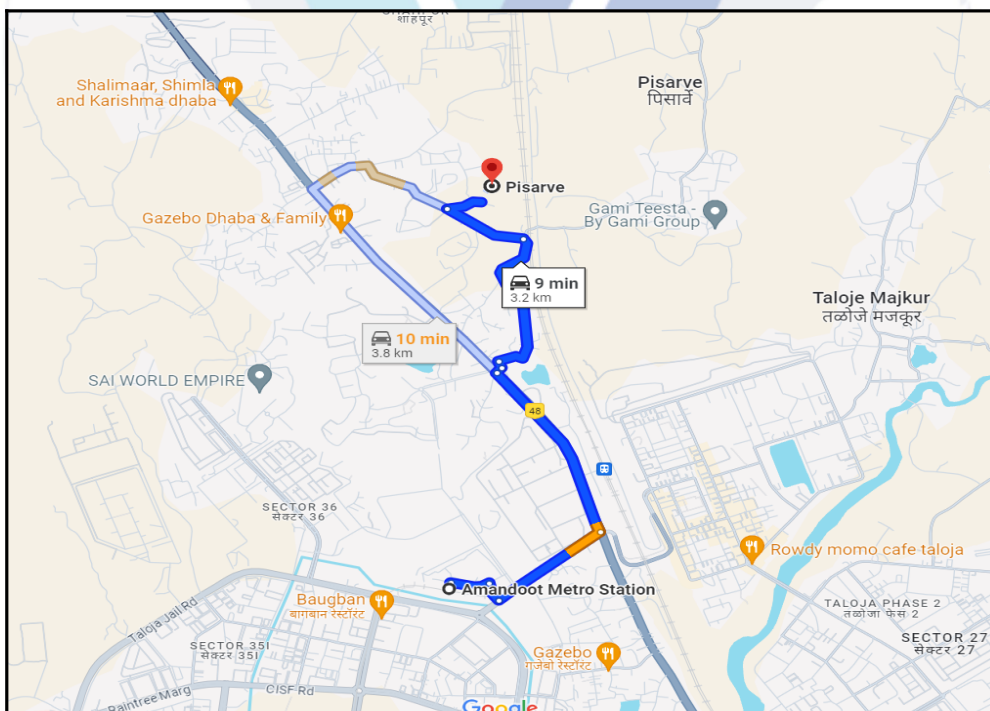 शाहपूर
Shalimaar, Shimla
and Karishma dhaba
Pisarve
पिसार्वे
Pisarve
Gazebo Dhaba & Family
Gami Teesta -
By Gami Group
9 min
3.2 km
Taloje Majkur
तळोजे मजकूर
10 min
3.8 km
SAI WORLD EMPIRE
48
SECTOR 36
सेक्टर 36
Rowdy momo cafe taloja
Amandoot Metro Station
Baugban
बागबान रेस्टॉरंट
Taloja Jail Rd
TALOJA PHASE 2
तळोजा फेस 2
SECTOR 27
सेक्टर 27
SECTOR 35I
सेक्टर 35I
Gazebo
गजेबो रेस्टॉरंट
CISF Rd
Raintree Marg
Google